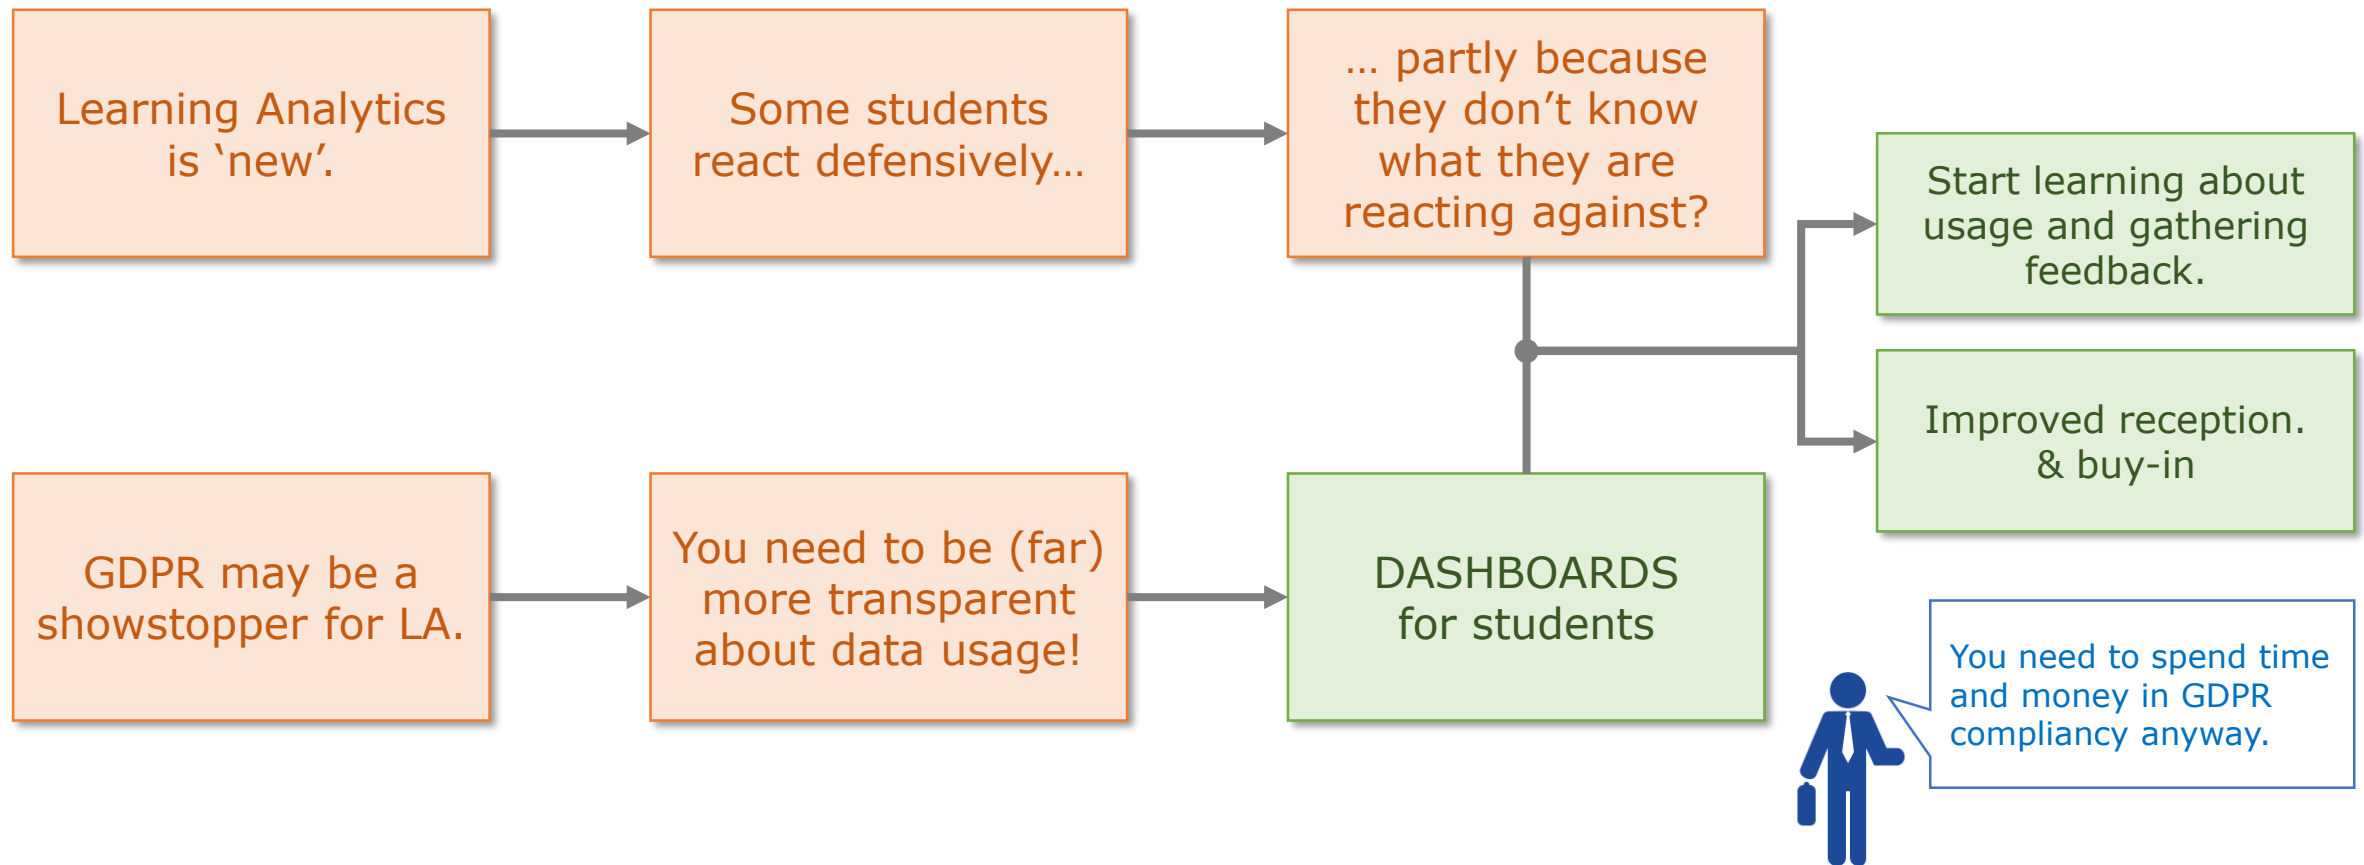 Learning Analytics
is ‘new’.
Some students
react defensively…
… partly because
they don’t know
what they are
reacting against?
Start learning about
usage and gathering
feedback.
Improved reception.
& buy-in
GDPR may be a
showstopper for LA.
You need to be (far)
more transparent
about data usage!
DASHBOARDS
for students
You need to spend time
and money in GDPR
compliancy anyway.